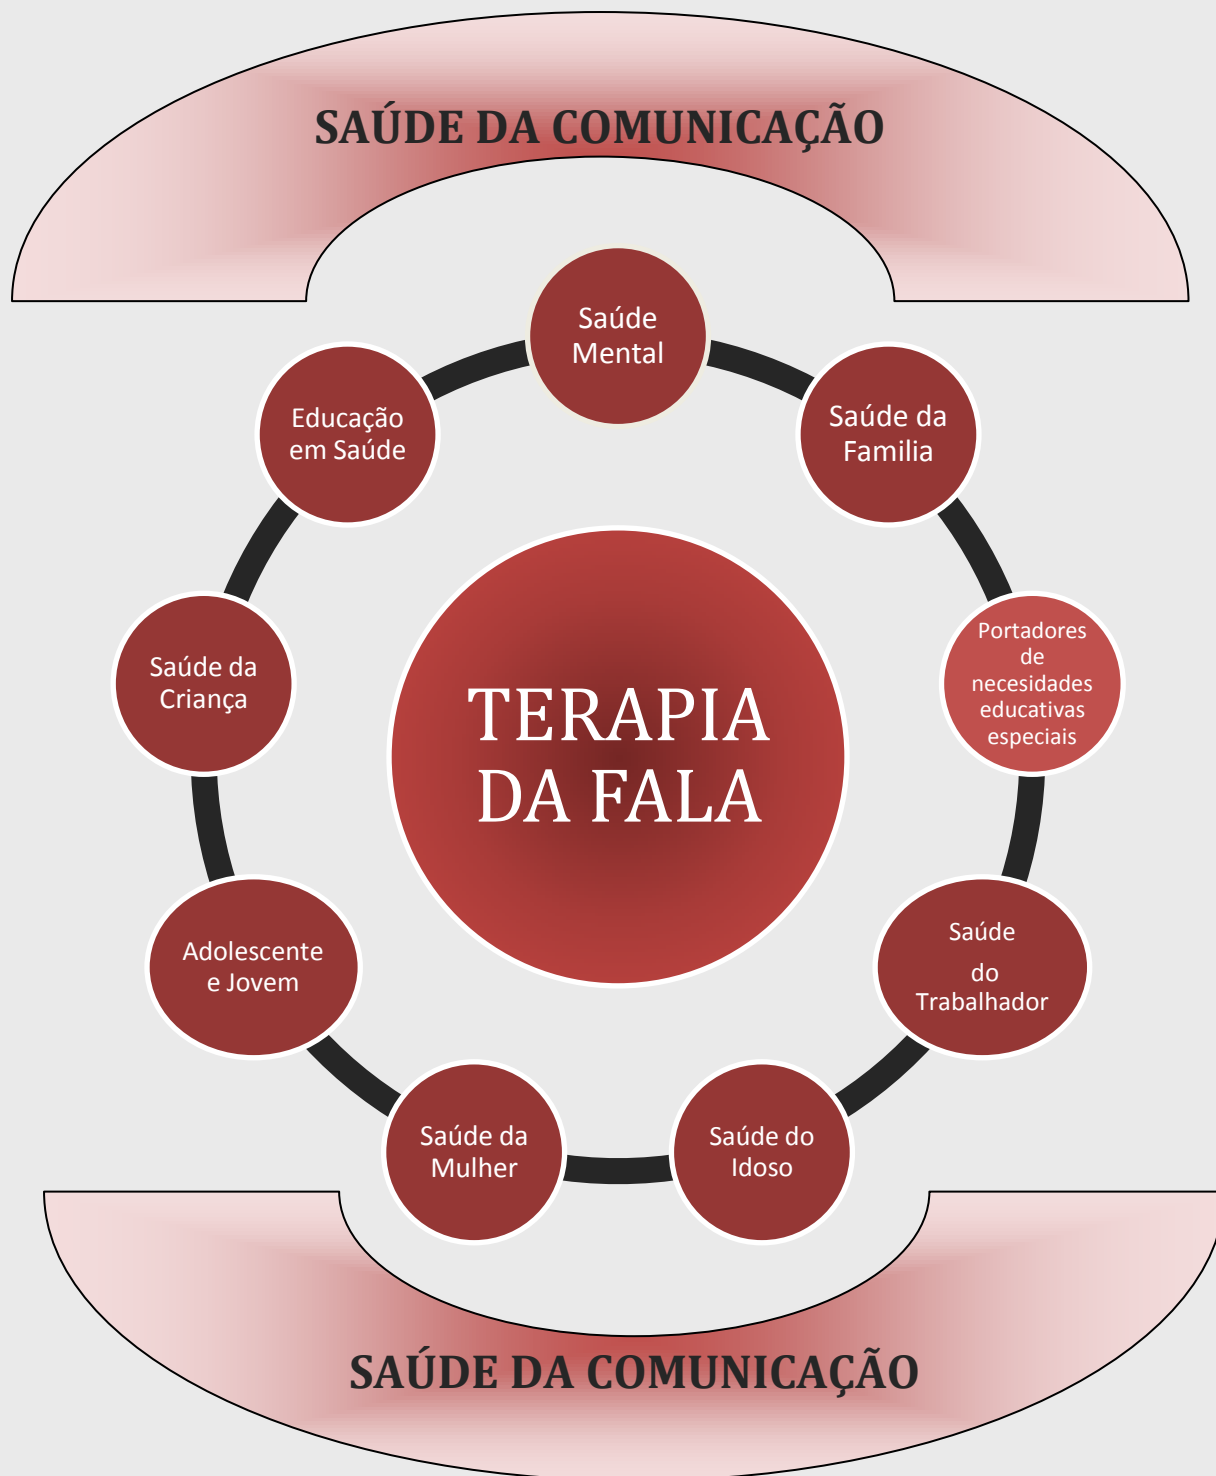 SAÚDE DA COMUNICAÇÃO
Saúde
Mental
Saúde da
Familia
Portadores
de
necesidades
educativas
especiais
Saúde
do
Trabalhador
Saúde do
Idoso
Saúde da
Mulher
Adolescente
e Jovem
Saúde da
Criança
Educação
em Saúde
TERAPIA
DA FALA
SAÚDE DA COMUNICAÇÃO